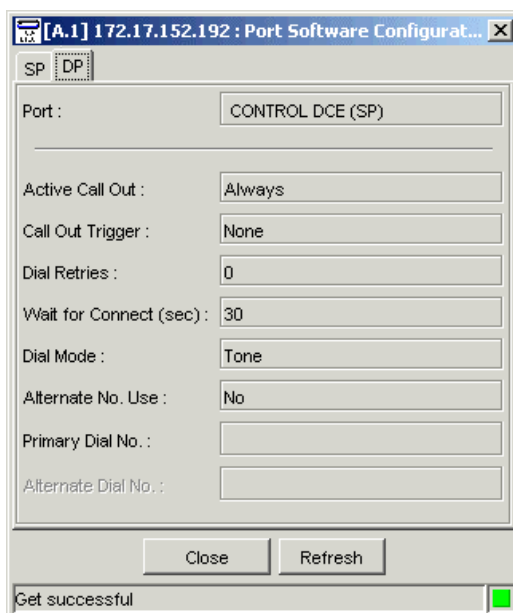 [A.1] 172.17.152.192 : Port Software Configurat...
SP DP
Port : CONTROL DCE (SP)
Active Call Out : Always
Call Out Trigger : None
Dial Retries : 0
Wait for Connect (sec) : 30
Dial Mode : Tone
Alternate No. Use : No
Primary Dial No. :
Alternate Dial No. :
Close Refresh
Get successful